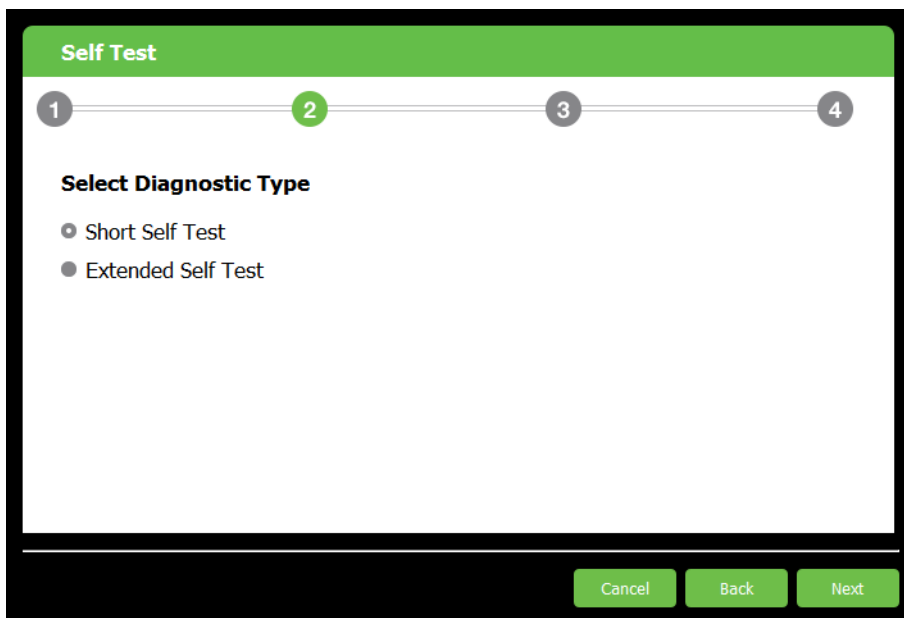 Self Test
1 2 3 4
Select Diagnostic Type
Short Self Test
Extended Self Test
Cancel Back Next